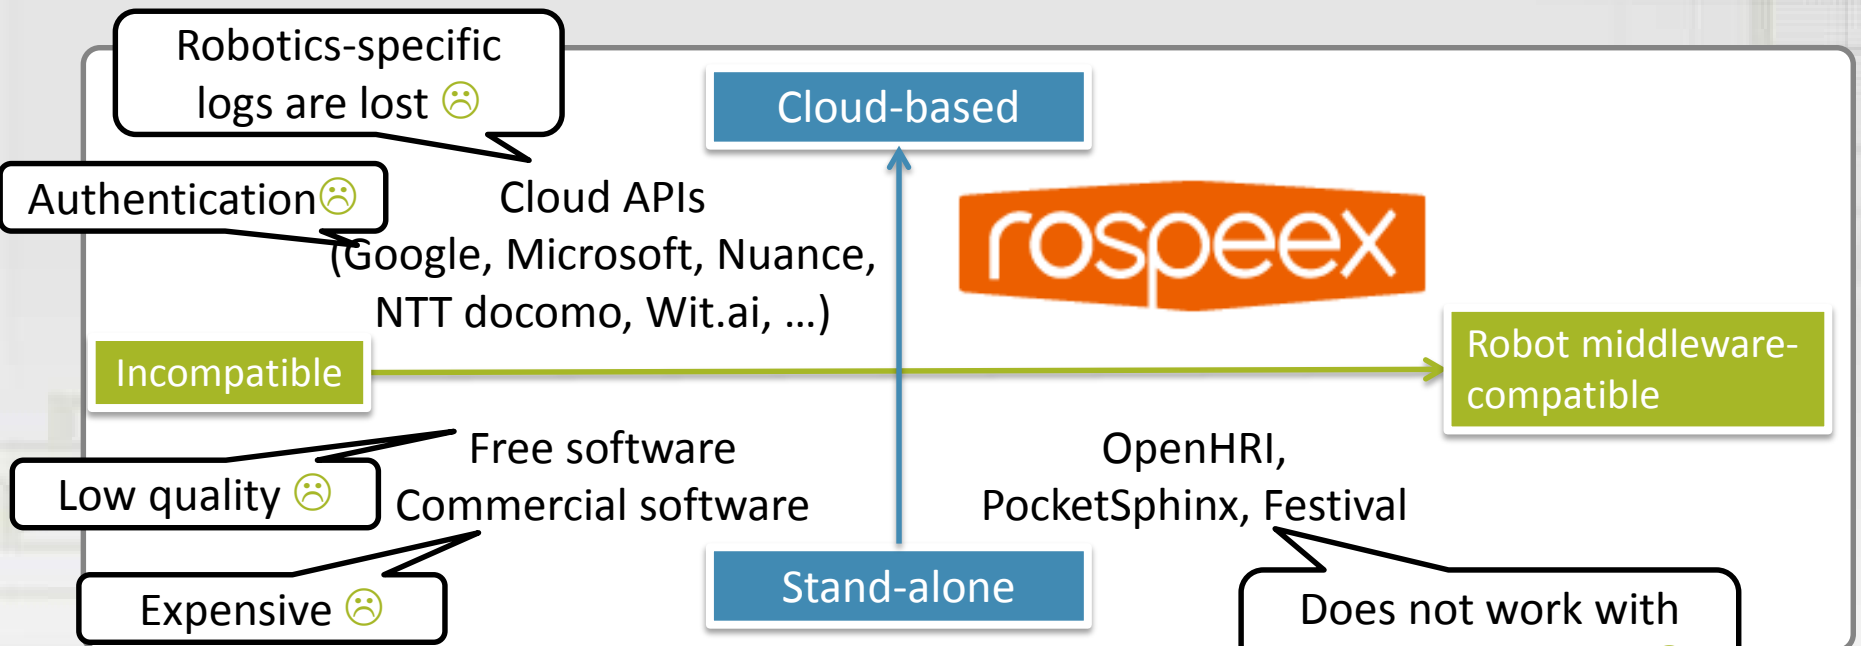 Robotics-specific
logs are lost ☹
Cloud-based
Authentication☹
Cloud APIs
(Google, Microsoft, Nuance,
NTT docomo, Wit.ai, ...)
rospeex
Incompatible
Robot middleware-
compatible
Free software
Commercial software
Low quality ☹
Expensive ☹
OpenHRI,
PocketSphinx, Festival
Stand-alone
Does not work with